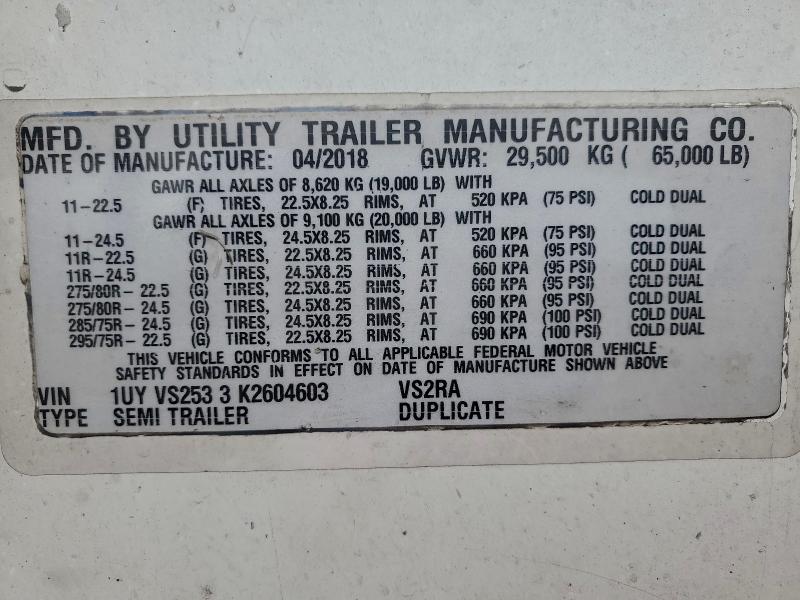 MFD. BY UTILITY TRAILER MANUFACTURING CO.
DATE OF MANUFACTURE: 04/2018 GVWR: 29,500 KG ( 65,000 LB)
GAWR ALL AXLES OF 8,620 KG (19,000 LB) WITH
11-22.5 (F) TIRES, 22.5X8.25 RIMS, AT 520 KPA (75 PSI) COLD DUAL
GAWR ALL AXLES OF 9,100 KG (20,000 LB) WITH
11-24.5 (F) TIRES, 24.5X8.25 RIMS, AT 520 KPA (75 PSI) COLD DUAL
11R-22.5 (G) TIRES, 22.5X8.25 RIMS, AT 660 KPA (95 PSI) COLD DUAL
11R-24.5 (G) TIRES, 24.5X8.25 RIMS, AT 660 KPA (95 PSI) COLD DUAL
275/80R-22.5 (G) TIRES, 22.5X8.25 RIMS, AT 660 KPA (95 PSI) COLD DUAL
275/80R-24.5 (G) TIRES, 24.5X8.25 RIMS, AT 660 KPA (95 PSI) COLD DUAL
285/75R-24.5 (G) TIRES, 24.5X8.25 RIMS, AT 690 KPA (100 PSI) COLD DUAL
295/75R-22.5 (G) TIRES, 22.5X8.25 RIMS, AT 690 KPA (100 PSI) COLD DUAL
THIS VEHICLE CONFORMS TO ALL APPLICABLE FEDERAL MOTOR VEHICLE
SAFETY STANDARDS IN EFFECT ON DATE OF MANUFACTURE SHOWN ABOVE
VIN 1UY VS253 3 K2604603 VS2RA
TYPE SEMI TRAILER DUPLICATE